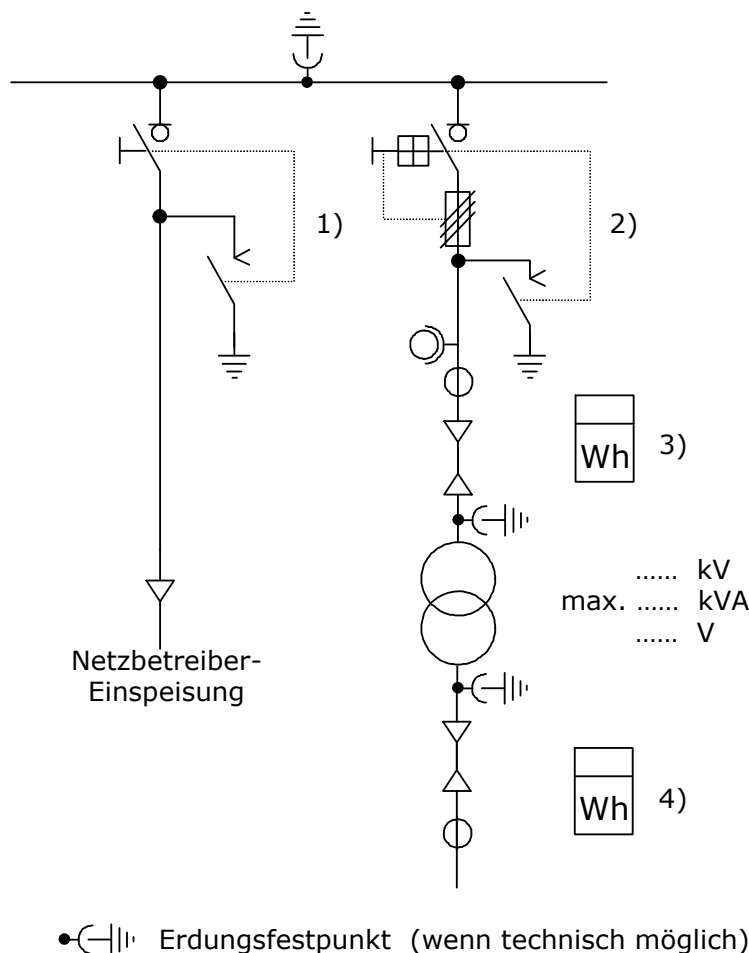 1)
2)
Wh
3)
...... kV
max. ...... kVA
...... V
Netzbetreiber-
Einspeisung
Wh
4)
Erdungsfestpunkt (wenn technisch möglich)